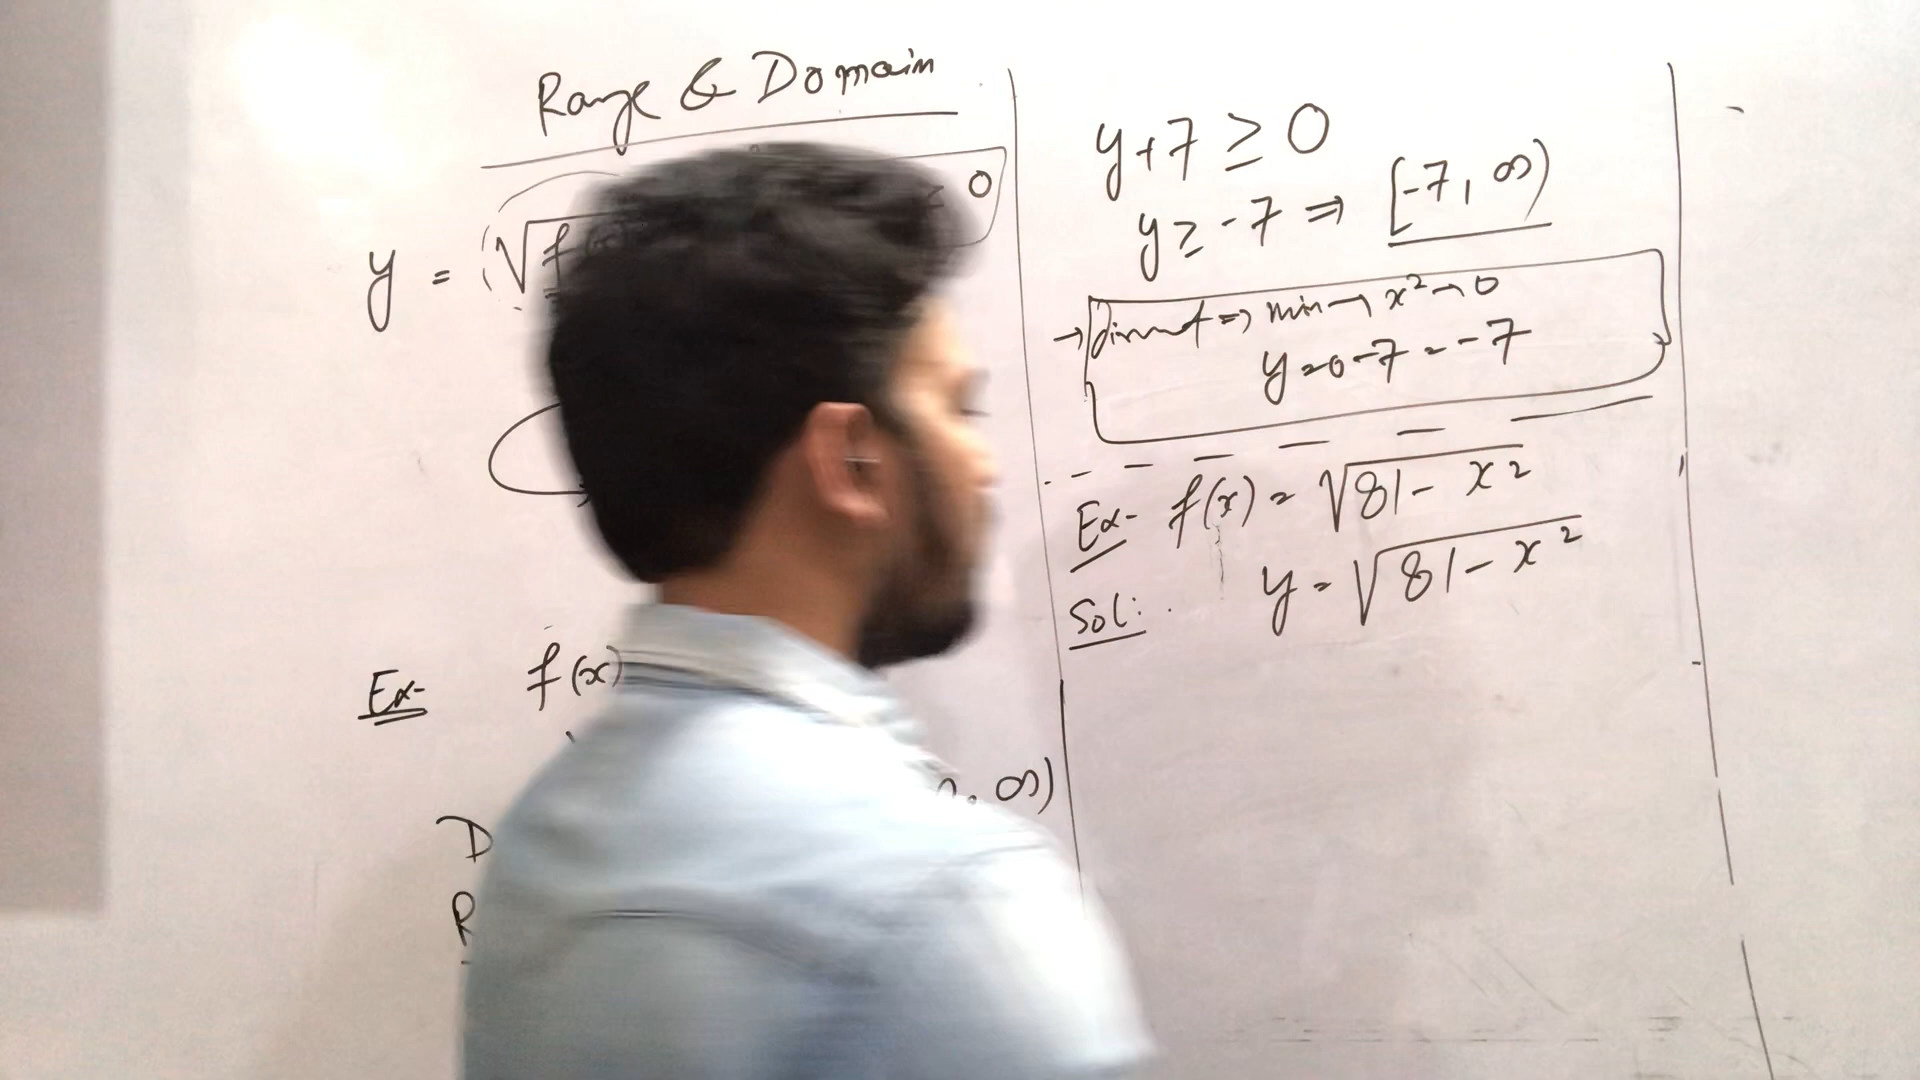 Range & Domain
0
y = √f(x)
Ex- f(x)
, ∞)
D
R
y+7 ≥ 0
y ≥ -7 ⇒ [-7, ∞)
→ ⇒ min → x² → 0
y = 0-7 = -7
Ex- f(x) = √81 - x²
Sol: y = √81 - x²